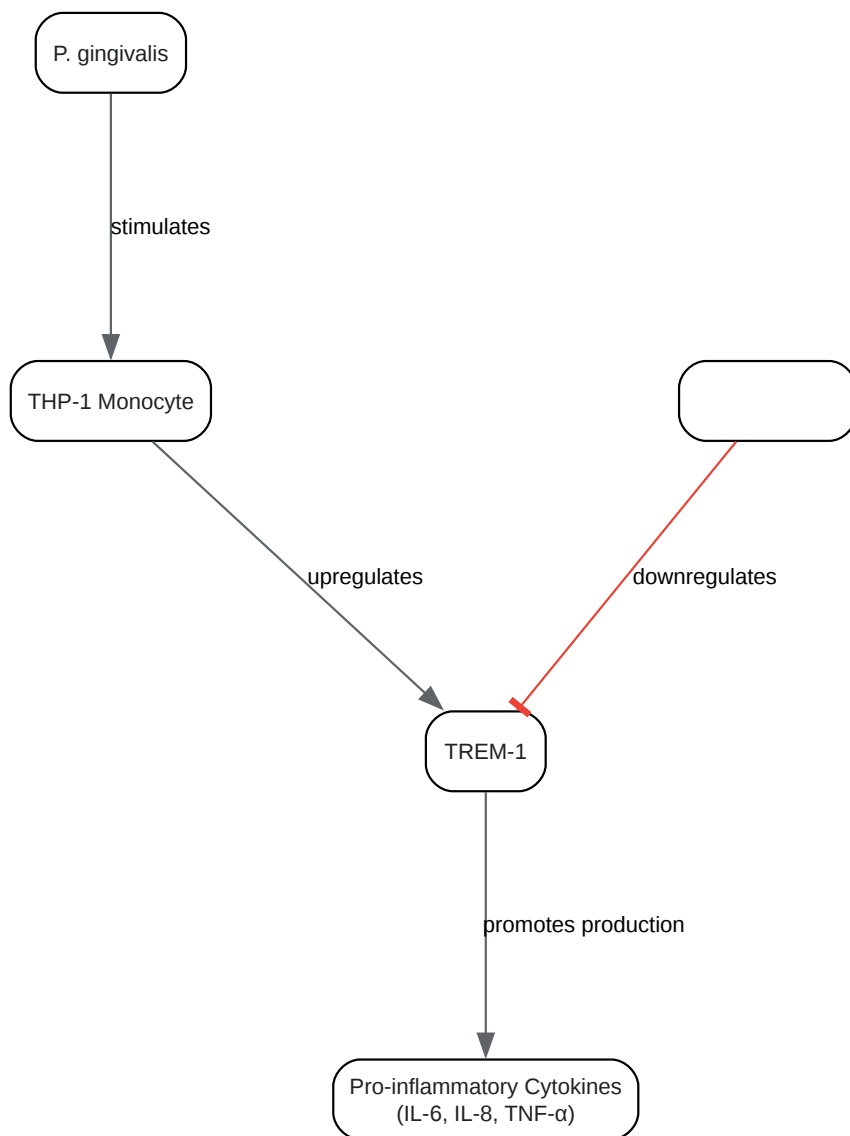 P. gingivalis
stimulates
THP-1 Monocyte
upregulates
downregulates
TREM-1
promotes production
Pro-inflammatory Cytokines
(IL-6, IL-8, TNF-α)